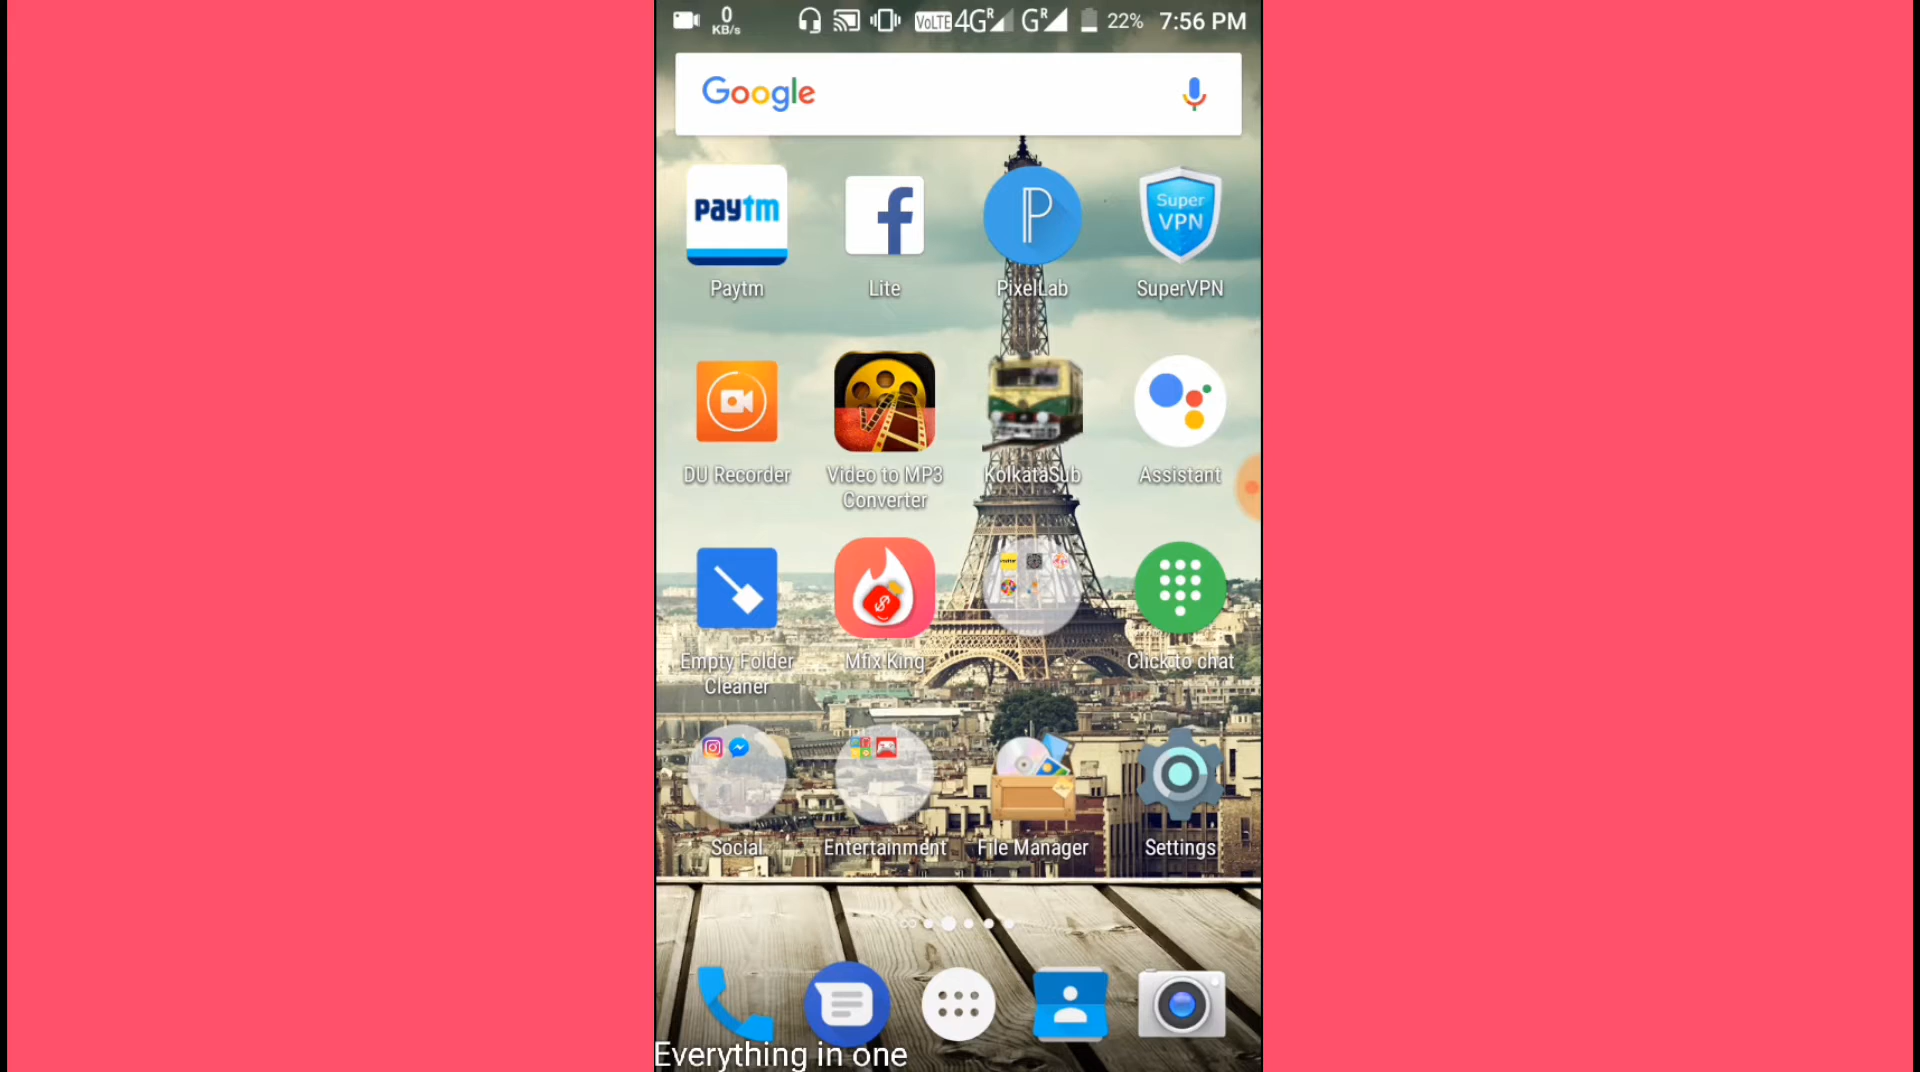 0
KB/s
VoLTE 4G R G R 22% 7:56 PM
Google
paytm
Super
VPN
Paytm
Lite
PixelLab
SuperVPN
DU Recorder
Video to MP3
Converter
KolkataSub
Assistant
Empty Folder
Cleaner
Mfix King
Click to chat
Social
Entertainment
File Manager
Settings
Everything in one